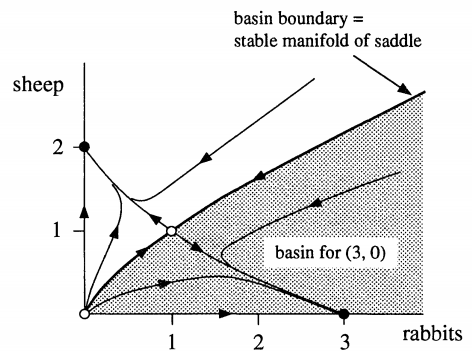 basin boundary =
stable manifold of saddle
sheep
2
1
basin for (3, 0)
1 2 3
rabbits